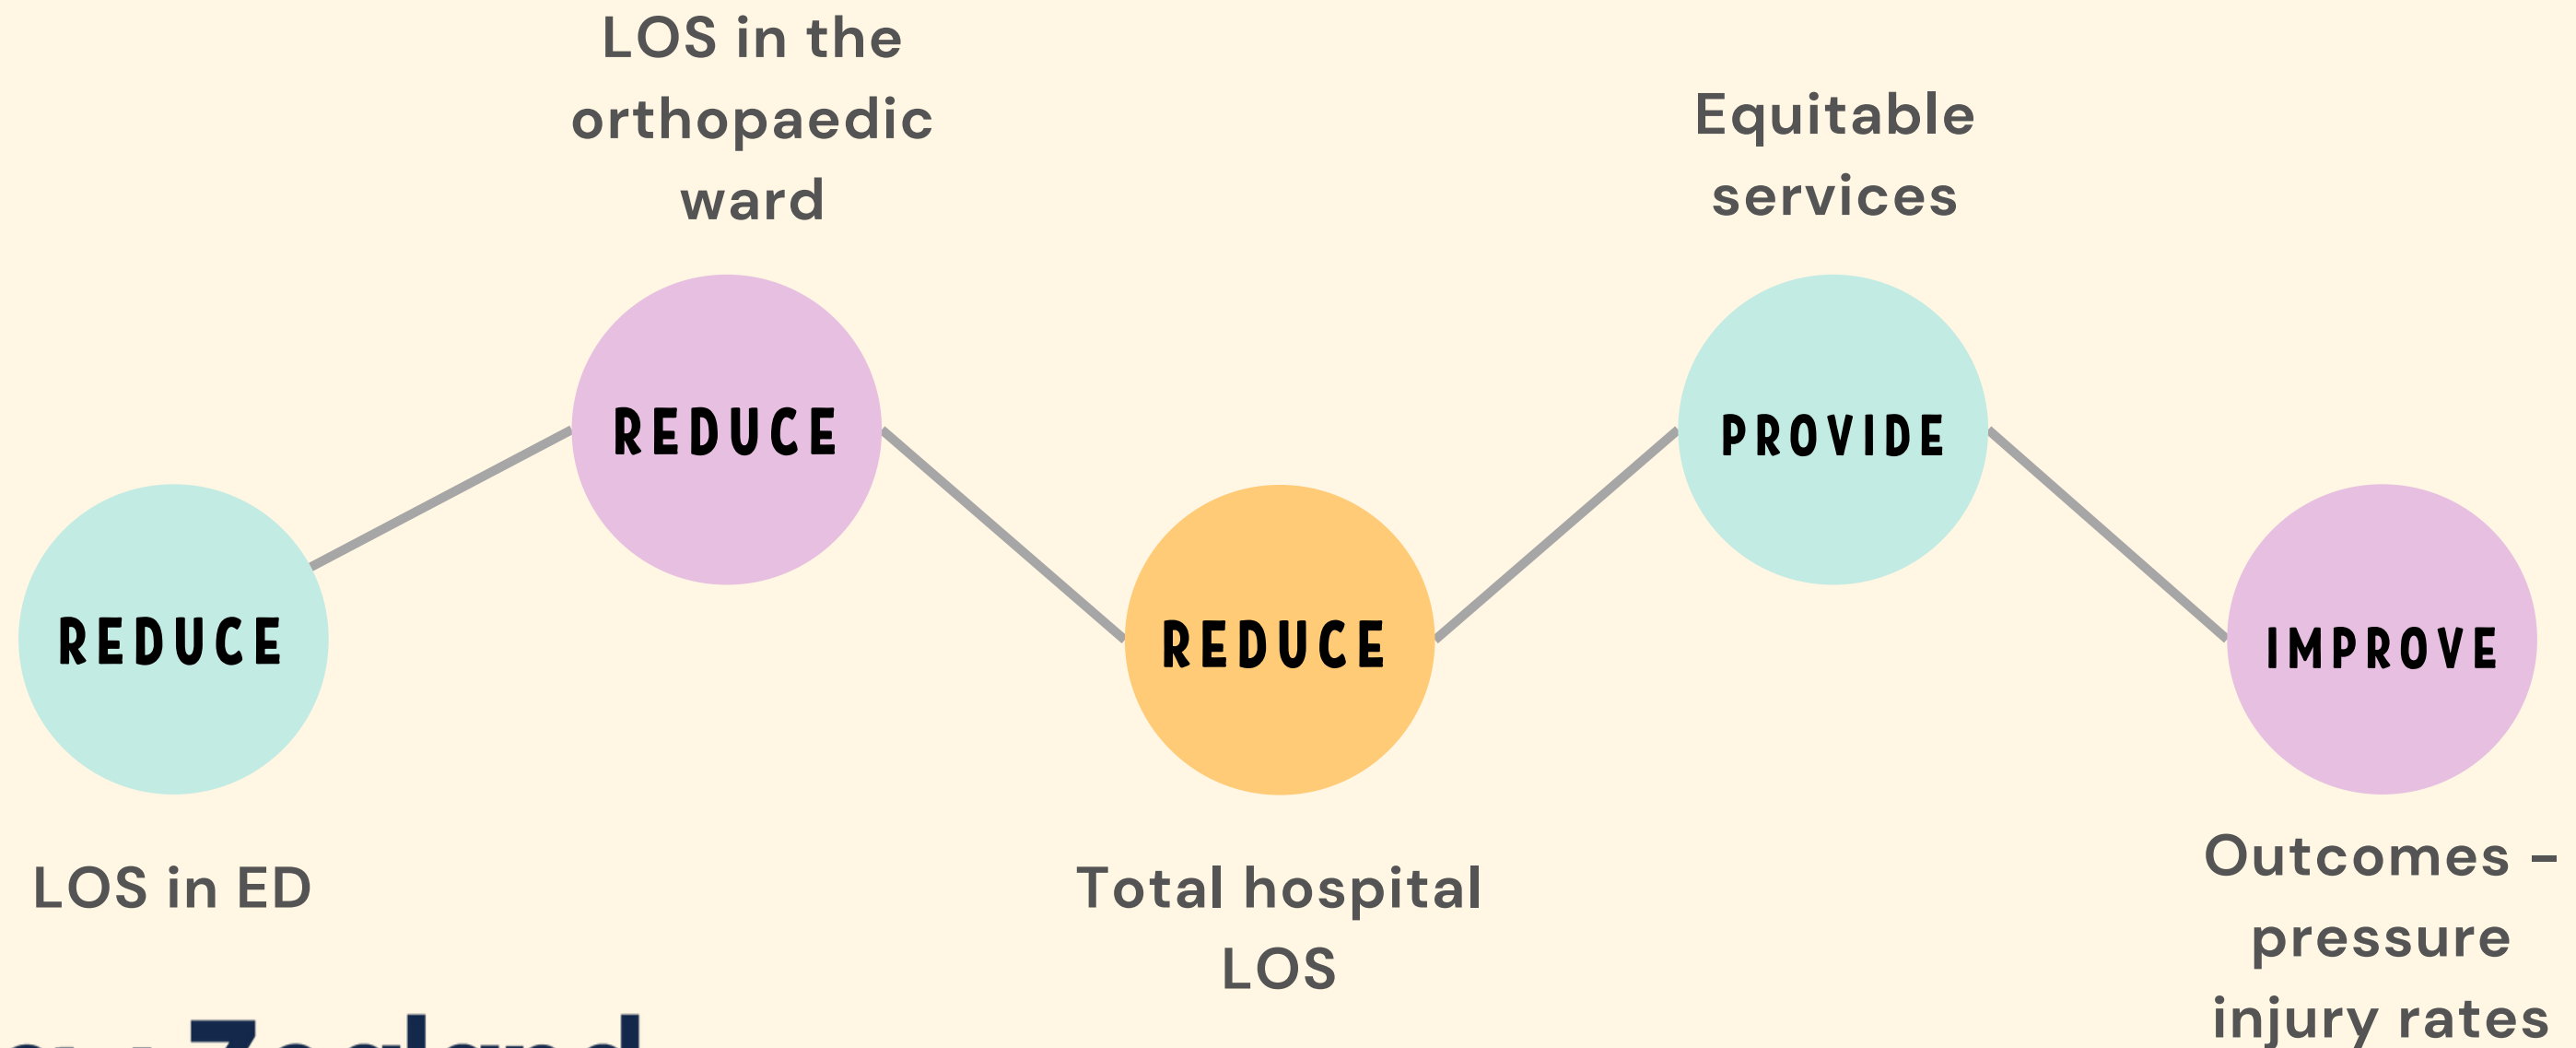 LOS in the
orthopaedic
ward
Equitable
services
REDUCE
PROVIDE
REDUCE
REDUCE
IMPROVE
LOS in ED
Total hospital
LOS
Outcomes –
pressure
injury rates
Zealand